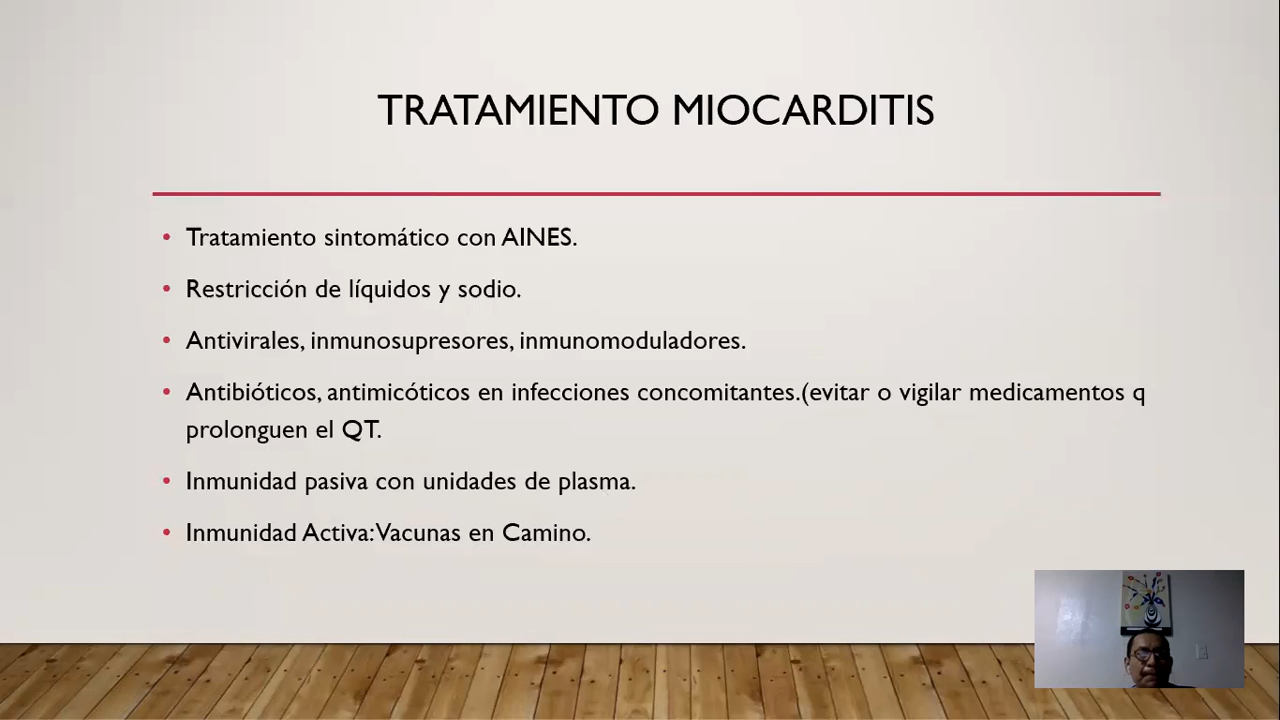 TRATAMIENTO MIOCARDITIS
• Tratamiento sintomático con AINES.
• Restricción de líquidos y sodio.
• Antivirales, inmunosupresores, inmunomoduladores.
• Antibióticos, antimicóticos en infecciones concomitantes.(evitar o vigilar medicamentos q
prolonguen el QT.
• Inmunidad pasiva con unidades de plasma.
• Inmunidad Activa: Vacunas en Camino.